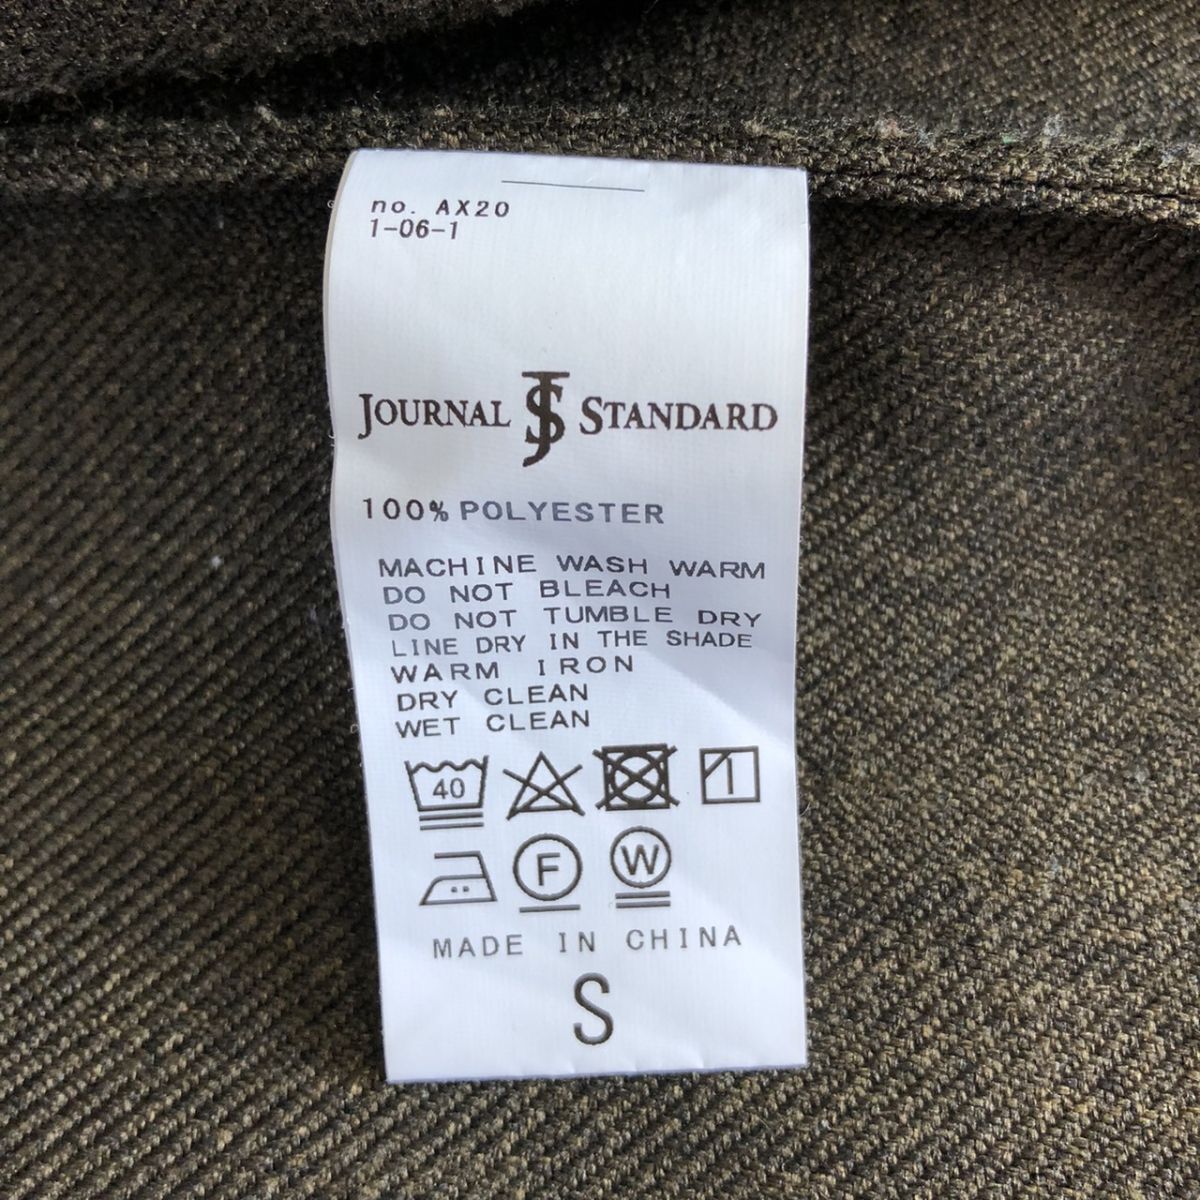 no. AX20
1-06-1
JOURNAL JS STANDARD
100% POLYESTER
MACHINE WASH WARM
DO NOT BLEACH
DO NOT TUMBLE DRY
LINE DRY IN THE SHADE
WARM IRON
DRY CLEAN
WET CLEAN
40
F W
MADE IN CHINA
S